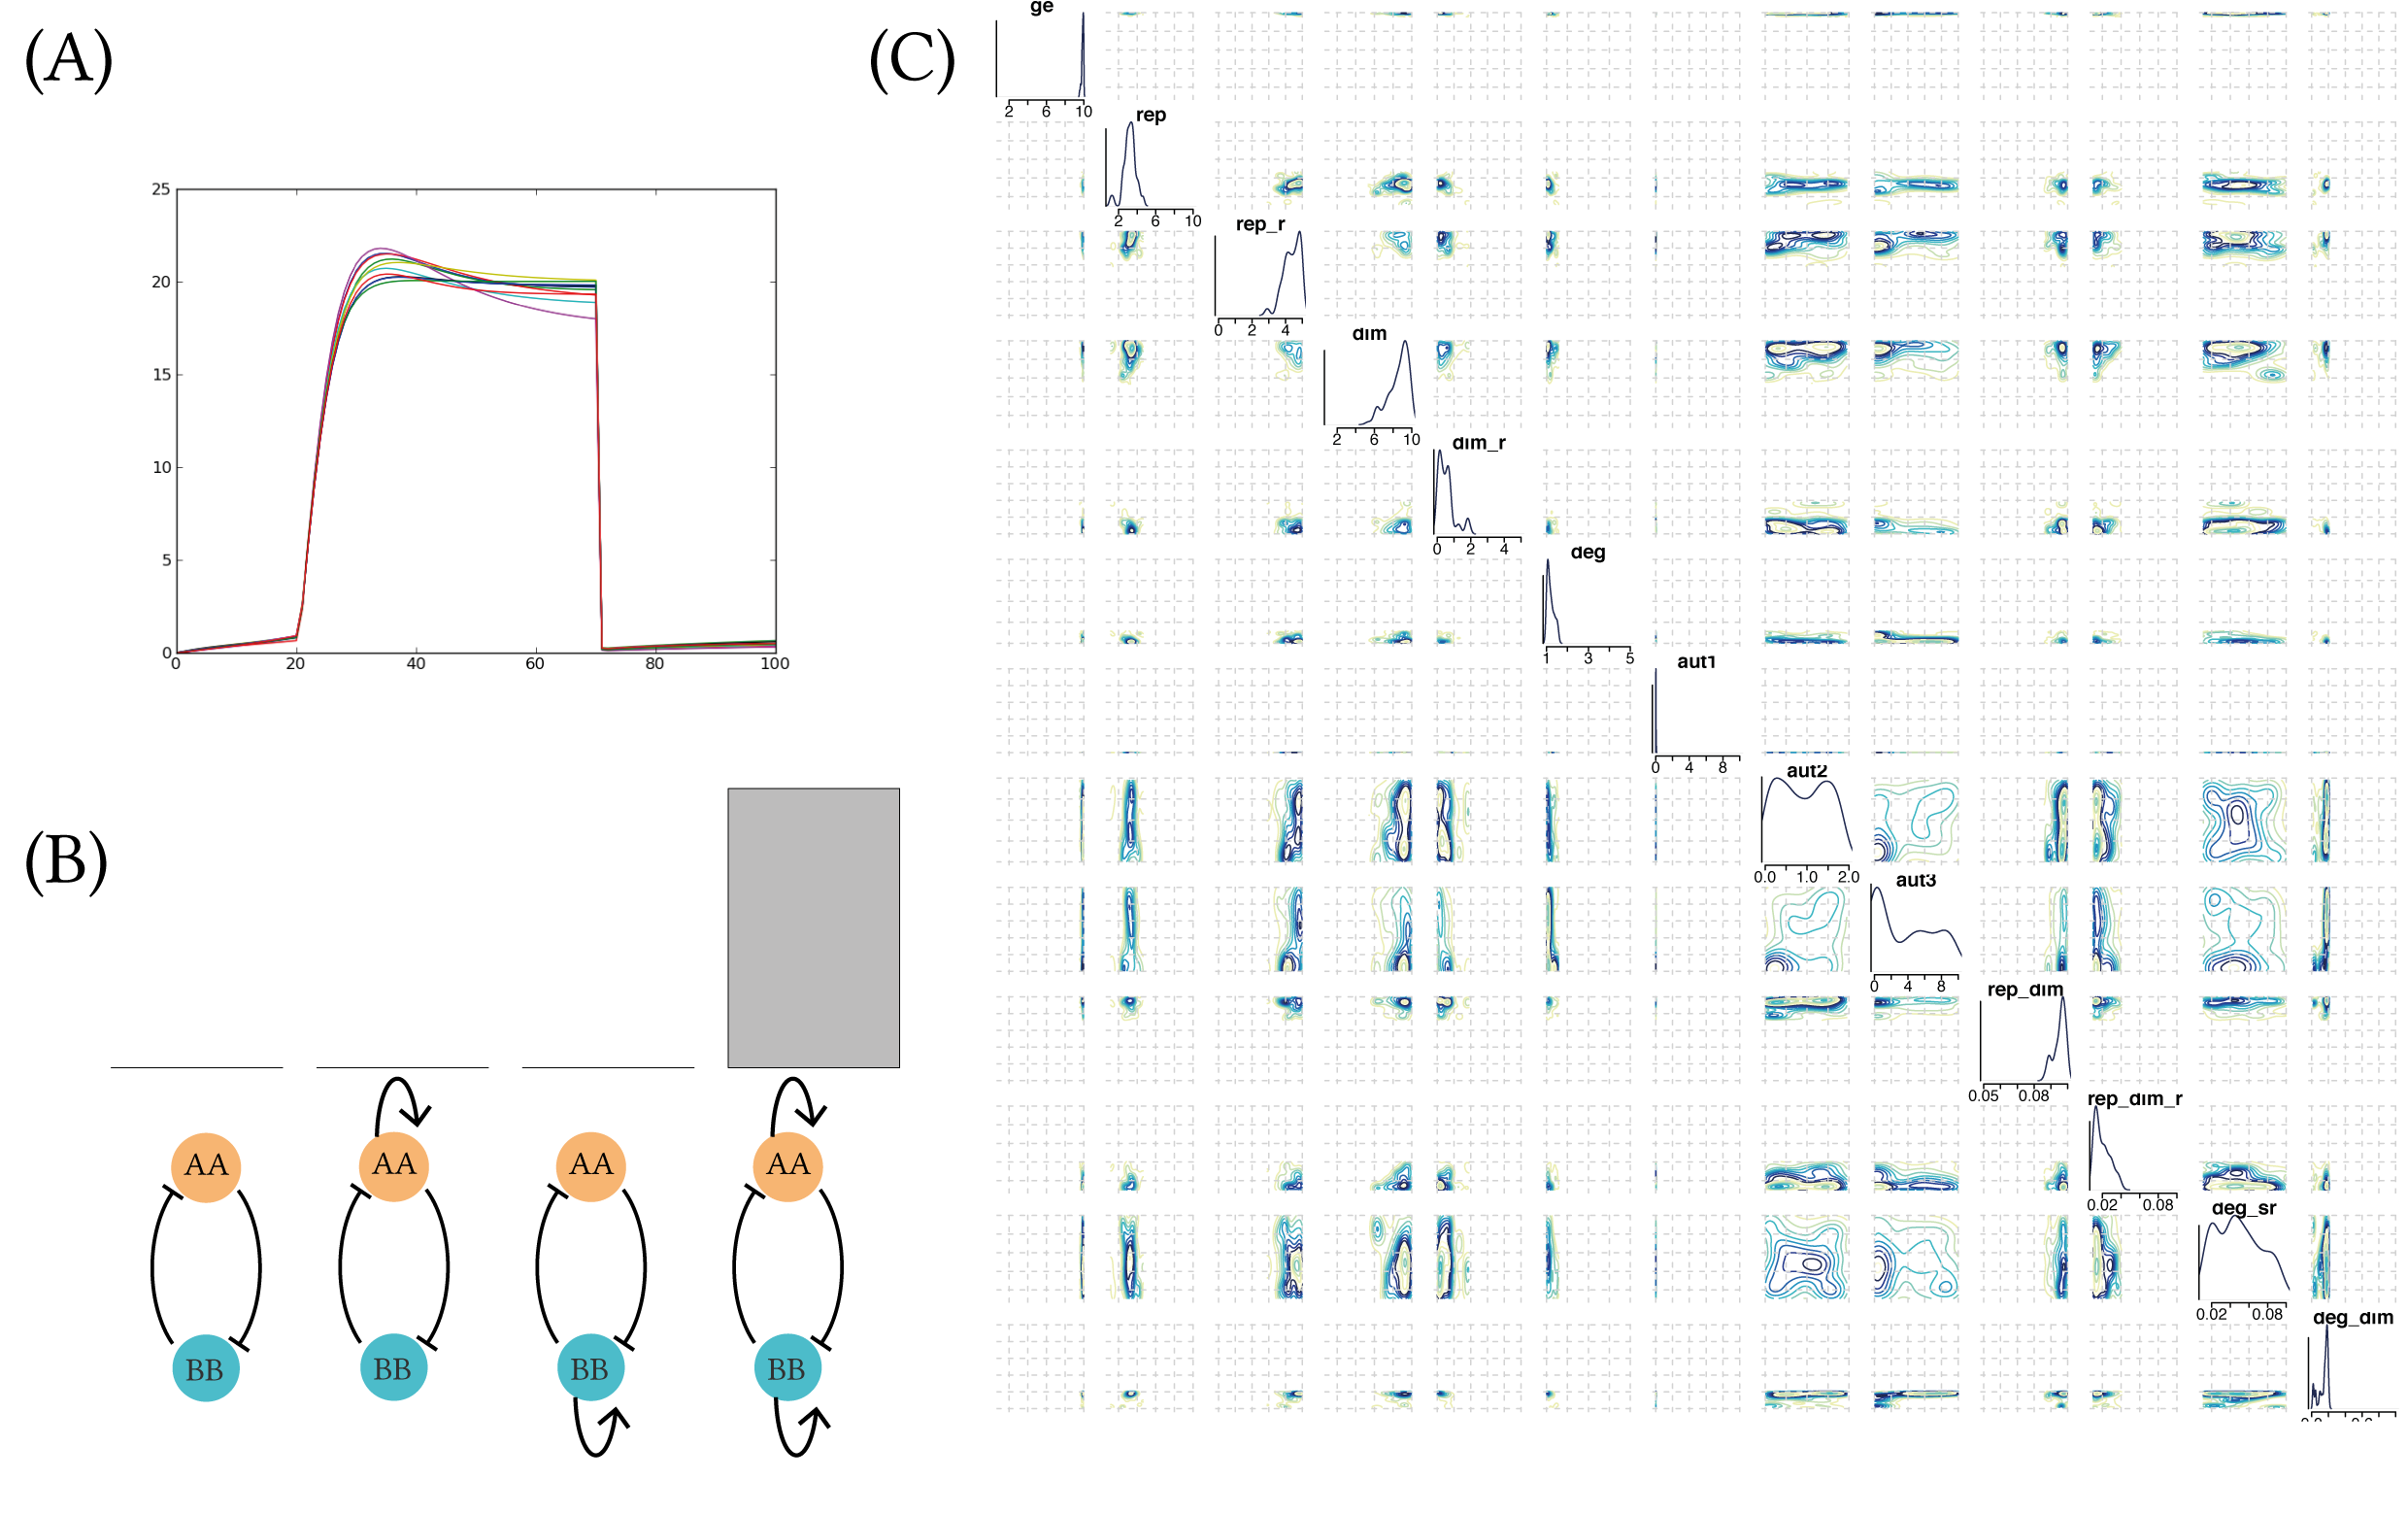 (A)
25
20
15
10
5
0
0 20 40 60 80 100
(B)
AA AA AA AA
BB BB BB BB
(C)
ge
2 6 10
rep
2 6 10
rep_r
0 2 4
dim
2 6 10
dim_r
0 2 4
deg
1 3 5
aut1
0 4 8
aut2
0.0 1.0 2.0
aut3
0 4 8
rep_dim
0.05 0.08
rep_dim_r
0.02 0.08
deg_sr
0.02 0.08
deg_dim